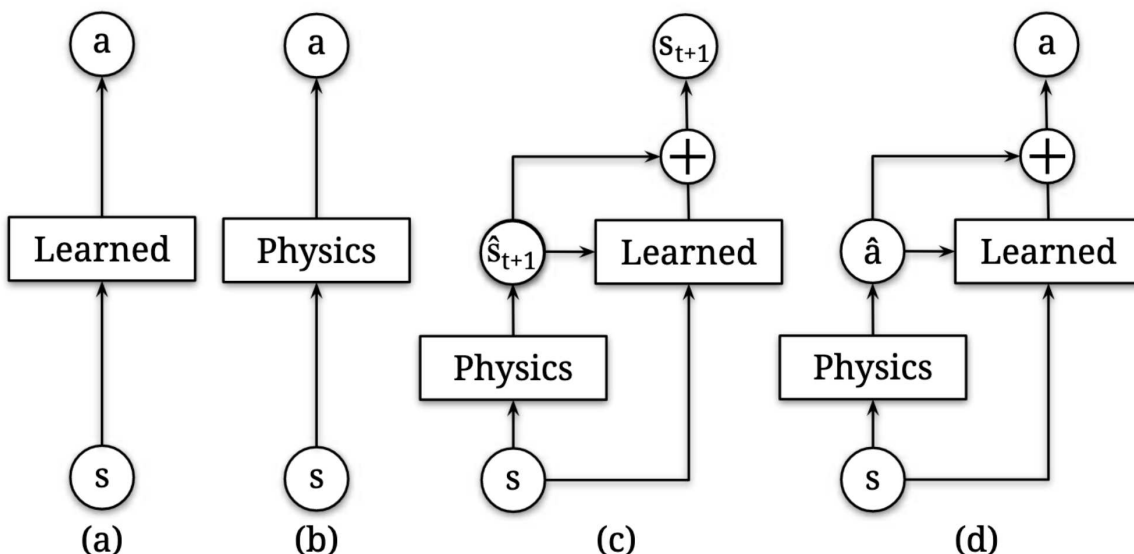 a
Learned
s
(a)
a
Physics
s
(b)
s_{t+1}
+
ŝ_{t+1}
Learned
Physics
s
(c)
a
+
â
Learned
Physics
s
(d)